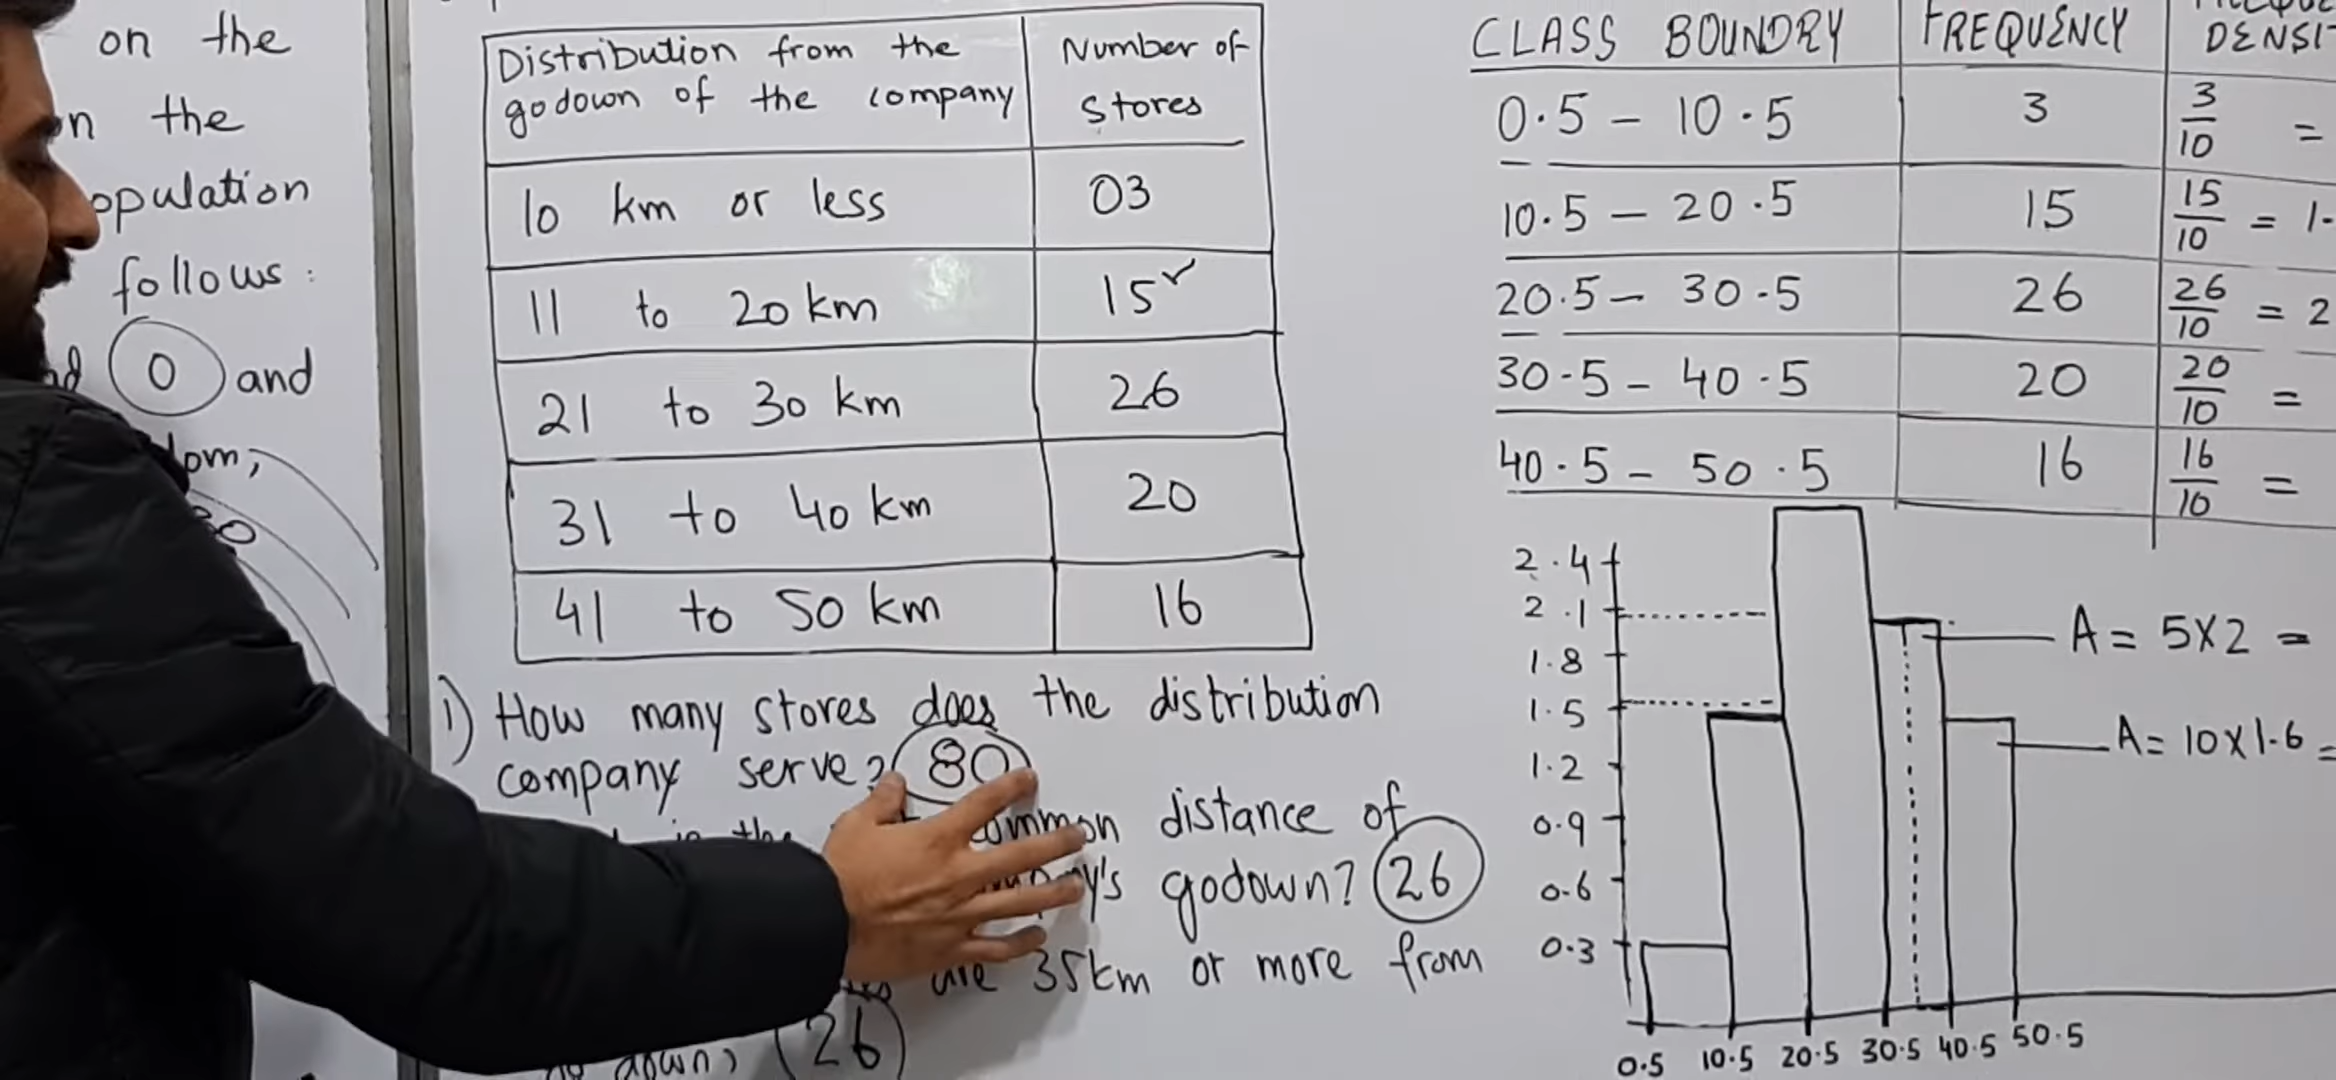 on the
n the
opulation
follows:
0 and
om,
Distribution from the Number of
godown of the company stores
10 km or less 03
11 to 20 km 15
21 to 30 km 26
31 to 40 km 20
41 to 50 km 16
i) How many stores does the distribution
company serve? 80
common distance of
y's godown? 26
are 35km or more from
26
CLASS BOUNDRY FREQUENCY DENSI
0.5 - 10.5 3 3/10 =
10.5 - 20.5 15 15/10 = 1.
20.5 - 30.5 26 26/10 = 2
30.5 - 40.5 20 20/10 =
40.5 - 50.5 16 16/10 =
2.4
2.1
1.8
1.5
1.2
0.9
0.6
0.3
A = 5X2 =
A = 10X1.6 =
0.5 10.5 20.5 30.5 40.5 50.5